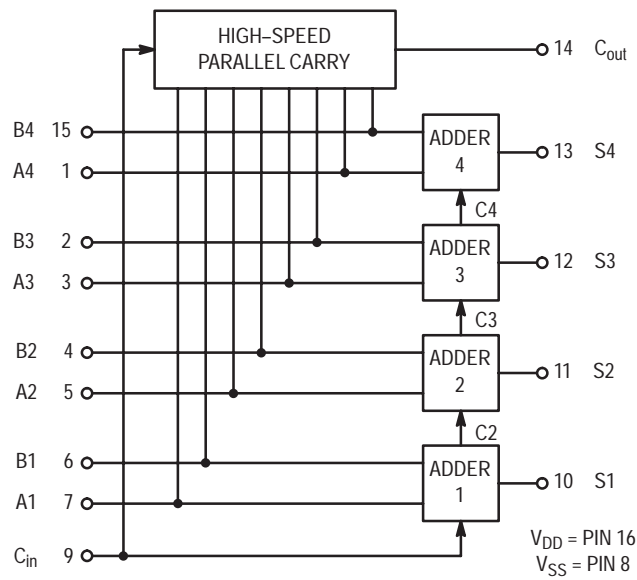 HIGH–SPEED
PARALLEL CARRY
14 Cout
B4 15
A4 1
ADDER
4
13 S4
C4
B3 2
A3 3
ADDER
3
12 S3
C3
B2 4
A2 5
ADDER
2
11 S2
C2
B1 6
A1 7
ADDER
1
10 S1
Cin 9
VDD = PIN 16
VSS = PIN 8